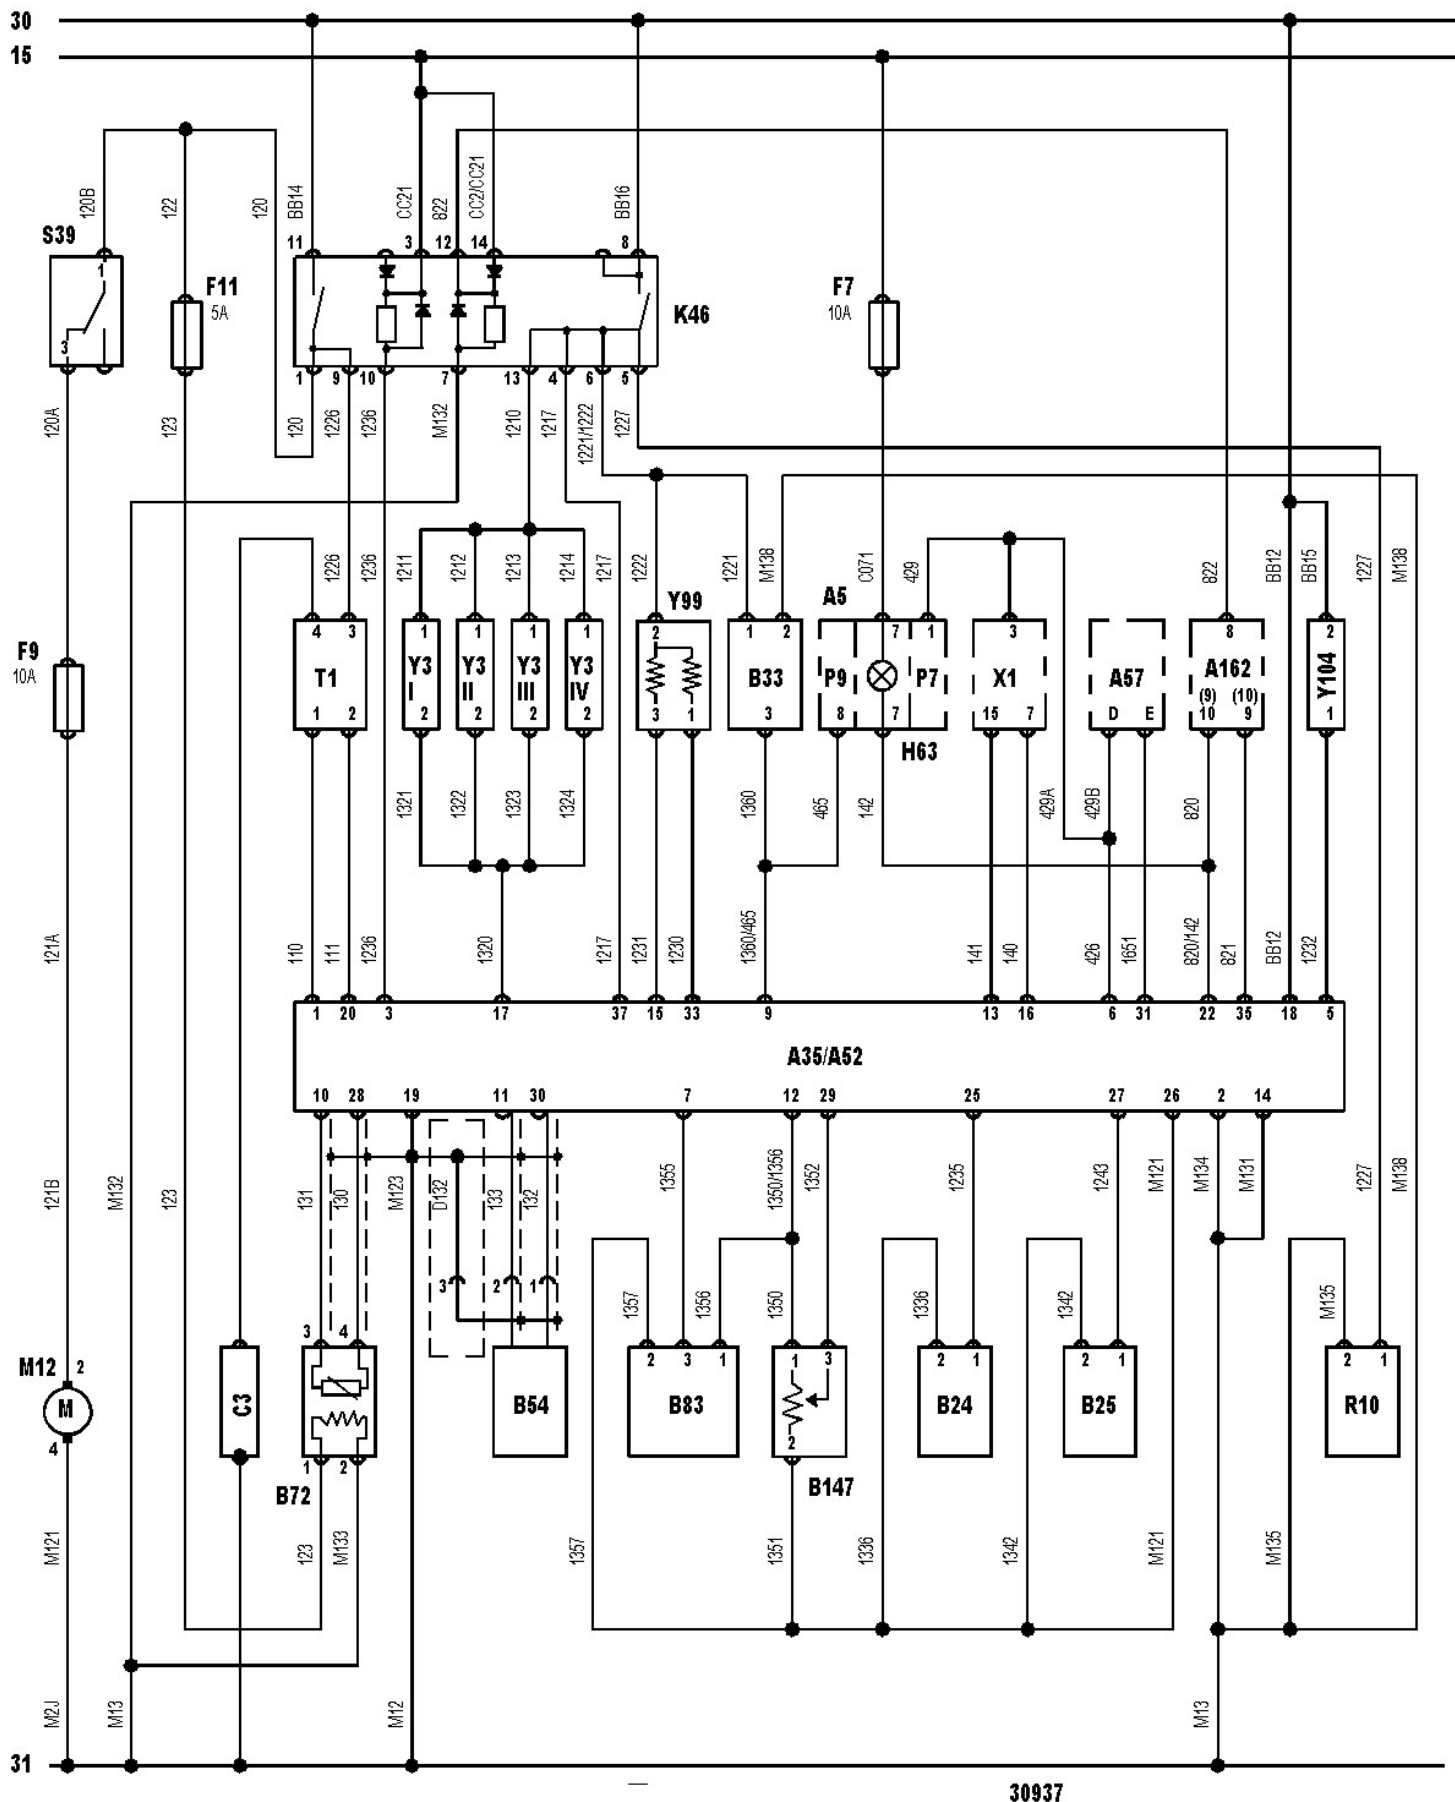 30
15
120B 122 120 BB14 CC21 822 CC2/CC21 BB16
S39 11 3 12 14 8
1 F11 F7
5A K46 10A
3
1 9 10 7 13 4 6 5
120A 123 120 1226 1236 M132 1210 1217 1221/1222 1227
1226 1236 1211 1212 1213 1214 1217 1222 1221 M138 C071 429 822 BB12 BB15 1227 M138
A5
Y99
F9 4 3 1 1 1 1 2 1 2 7 1 3 8 2
10A T1 Y3 I Y3 II Y3 III Y3 IV B33 P9 P7 X1 A57 A162 Y104
(9) (10)
1 2 2 2 2 2 3 1 3 8 7 15 7 D E 10 9 1
H63
1321 1322 1323 1324 1360 465 142 429A 429B 820
121A 110 111 1236 1320 1217 1231 1230 1360/465 141 140 426 1651 820/142 821 BB12 1232
1 20 3 17 37 15 33 9 13 16 6 31 22 35 18 5
A35/A52
10 28 19 11 30 7 12 29 25 27 26 2 14
121B M132 123 131 130 M123 D132 133 132 1355 1350/1356 1352 1235 1243 M121 M134 M131 1227 M138
3 2 1
1357 1356 1350 1336 1342 M135
3 4
M12 2 2 3 1 1 3 2 1 2 1 2 1
M C3 B54 B83 B24 B25 R10
4 2
1 2
B72 B147
M121 123 M133 1357 1351 1336 1342 M121 M135
M2J M13 M12 M13
31
30937